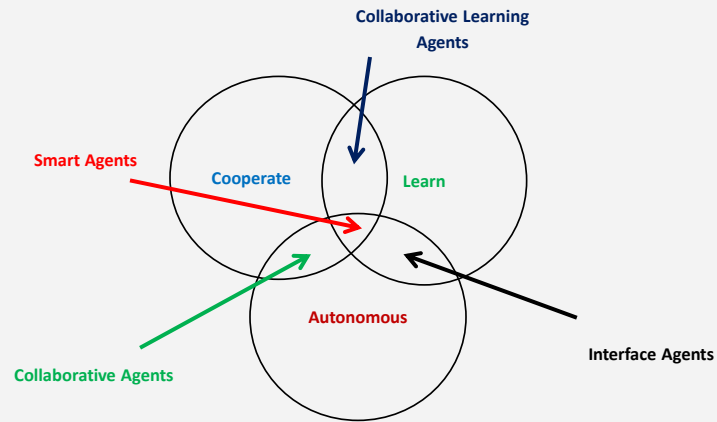 Collaborative Learning
Agents
Smart Agents
Cooperate
Learn
Autonomous
Interface Agents
Collaborative Agents